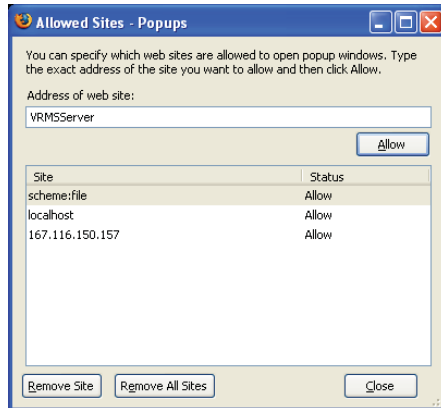 Allowed Sites - Popups
You can specify which web sites are allowed to open popup windows. Type
the exact address of the site you want to allow and then click Allow.
Address of web site:
VRMSServer
Allow
Site Status
scheme:file Allow
localhost Allow
167.116.150.157 Allow
Remove Site Remove All Sites Close